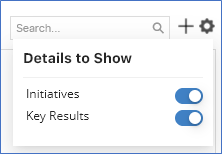 Search...
Details to Show
Initiatives
Key Results